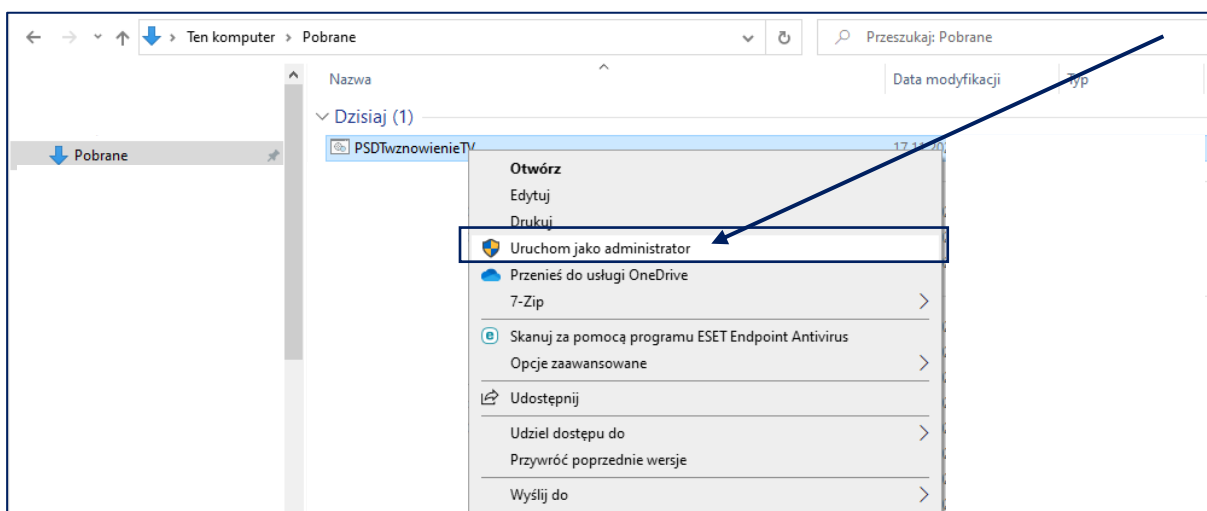 Ten komputer > Pobrane
Przeszukaj: Pobrane
Nazwa
Data modyfikacji
Typ
Dzisiaj (1)
Pobrane
PSDTwznowienieTV
Otwórz
Edytuj
Drukuj
Uruchom jako administrator
Przenieś do usługi OneDrive
7-Zip
Skanuj za pomocą programu ESET Endpoint Antivirus
Opcje zaawansowane
Udostępnij
Udziel dostępu do
Przywróć poprzednie wersje
Wyślij do